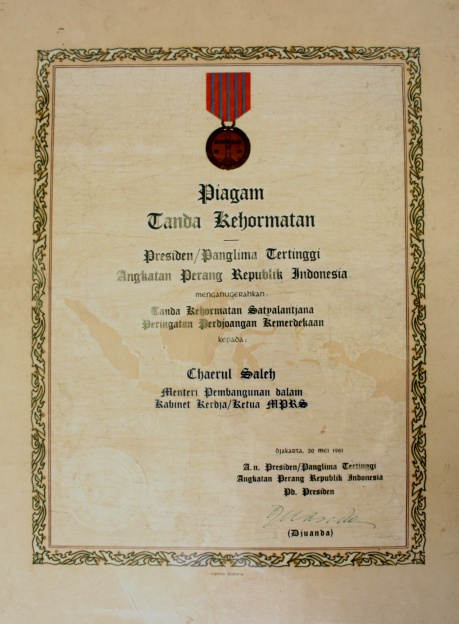 Piagam
Tanda Kehormatan
Presiden/Panglima Tertinggi
Angkatan Perang Republik Indonesia
menganugerahkan:
Tanda Kehormatan Satyalantjana
Peringatan Perdjoangan Kemerdekaan
kepada:
Chaerul Saleh
Menteri Pembangunan dalam
Kabinet Kerdja/Ketua MPRS
Djakarta, 20 Mei 1961
A.n. Presiden/Panglima Tertinggi
Angkatan Perang Republik Indonesia
Pd. Presiden
(Djuanda)